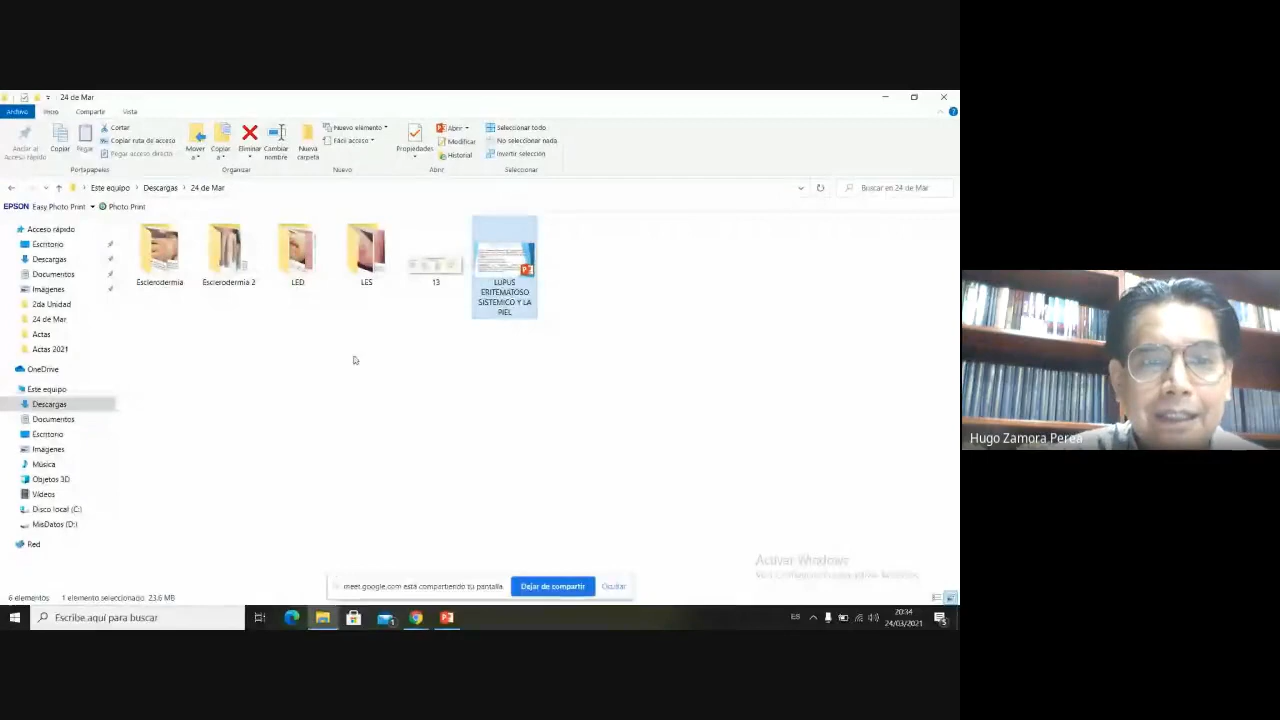 24 de Mar
Archivo Inicio Compartir Vista
Anclar al Acceso rápido
Copiar
Pegar
Cortar
Copiar ruta de acceso
Pegar acceso directo
Portapapeles
Mover a
Copiar a
Eliminar
Cambiar nombre
Organizar
Nueva carpeta
Nuevo elemento
Fácil acceso
Nuevo
Propiedades
Abrir
Modificar
Historial
Abrir
Seleccionar todo
No seleccionar nada
Invertir selección
Seleccionar
Este equipo Descargas 24 de Mar
Buscar en 24 de Mar
EPSON Easy Photo Print Photo Print
Acceso rápido
Escritorio
Descargas
Documentos
Imágenes
2da Unidad
24 de Mar
Actas
Actas 2021
OneDrive
Este equipo
Descargas
Documentos
Escritorio
Imágenes
Música
Objetos 3D
Vídeos
Disco local (C:)
MisDatos (D:)
Red
Esclerodermia
Esclerodermia 2
LED
LES
13
LUPUS
ERITEMATOSO
SISTEMICO Y LA
PIEL
Hugo Zamora Perea
Activar Windows
meet.google.com está compartiendo tu pantalla.
Dejar de compartir
Ocultar
6 elementos 1 elemento seleccionado 23.6 MB
Escribe aquí para buscar
ES
20:34
24/03/2021